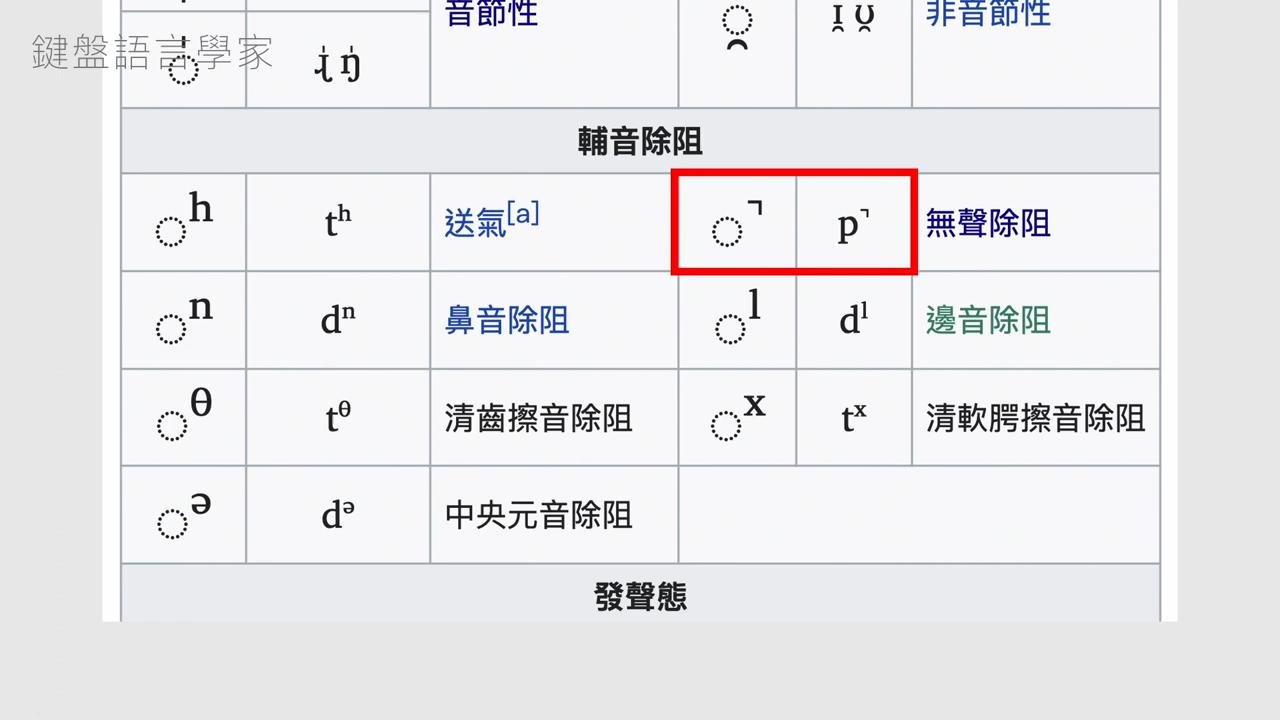 音節性 ◌̯ ɪ̯ ʊ̯ 非音節性
鍵盤語言學家
◌̍ ɻ̍ ŋ̍
輔音除阻
◌ʰ tʰ 送氣[a] ◌̚ p̚ 無聲除阻
◌ⁿ dⁿ 鼻音除阻 ◌ˡ dˡ 邊音除阻
◌ᶿ tᶿ 清齒擦音除阻 ◌ˣ tˣ 清軟腭擦音除阻
◌ᵊ dᵊ 中央元音除阻
發聲態